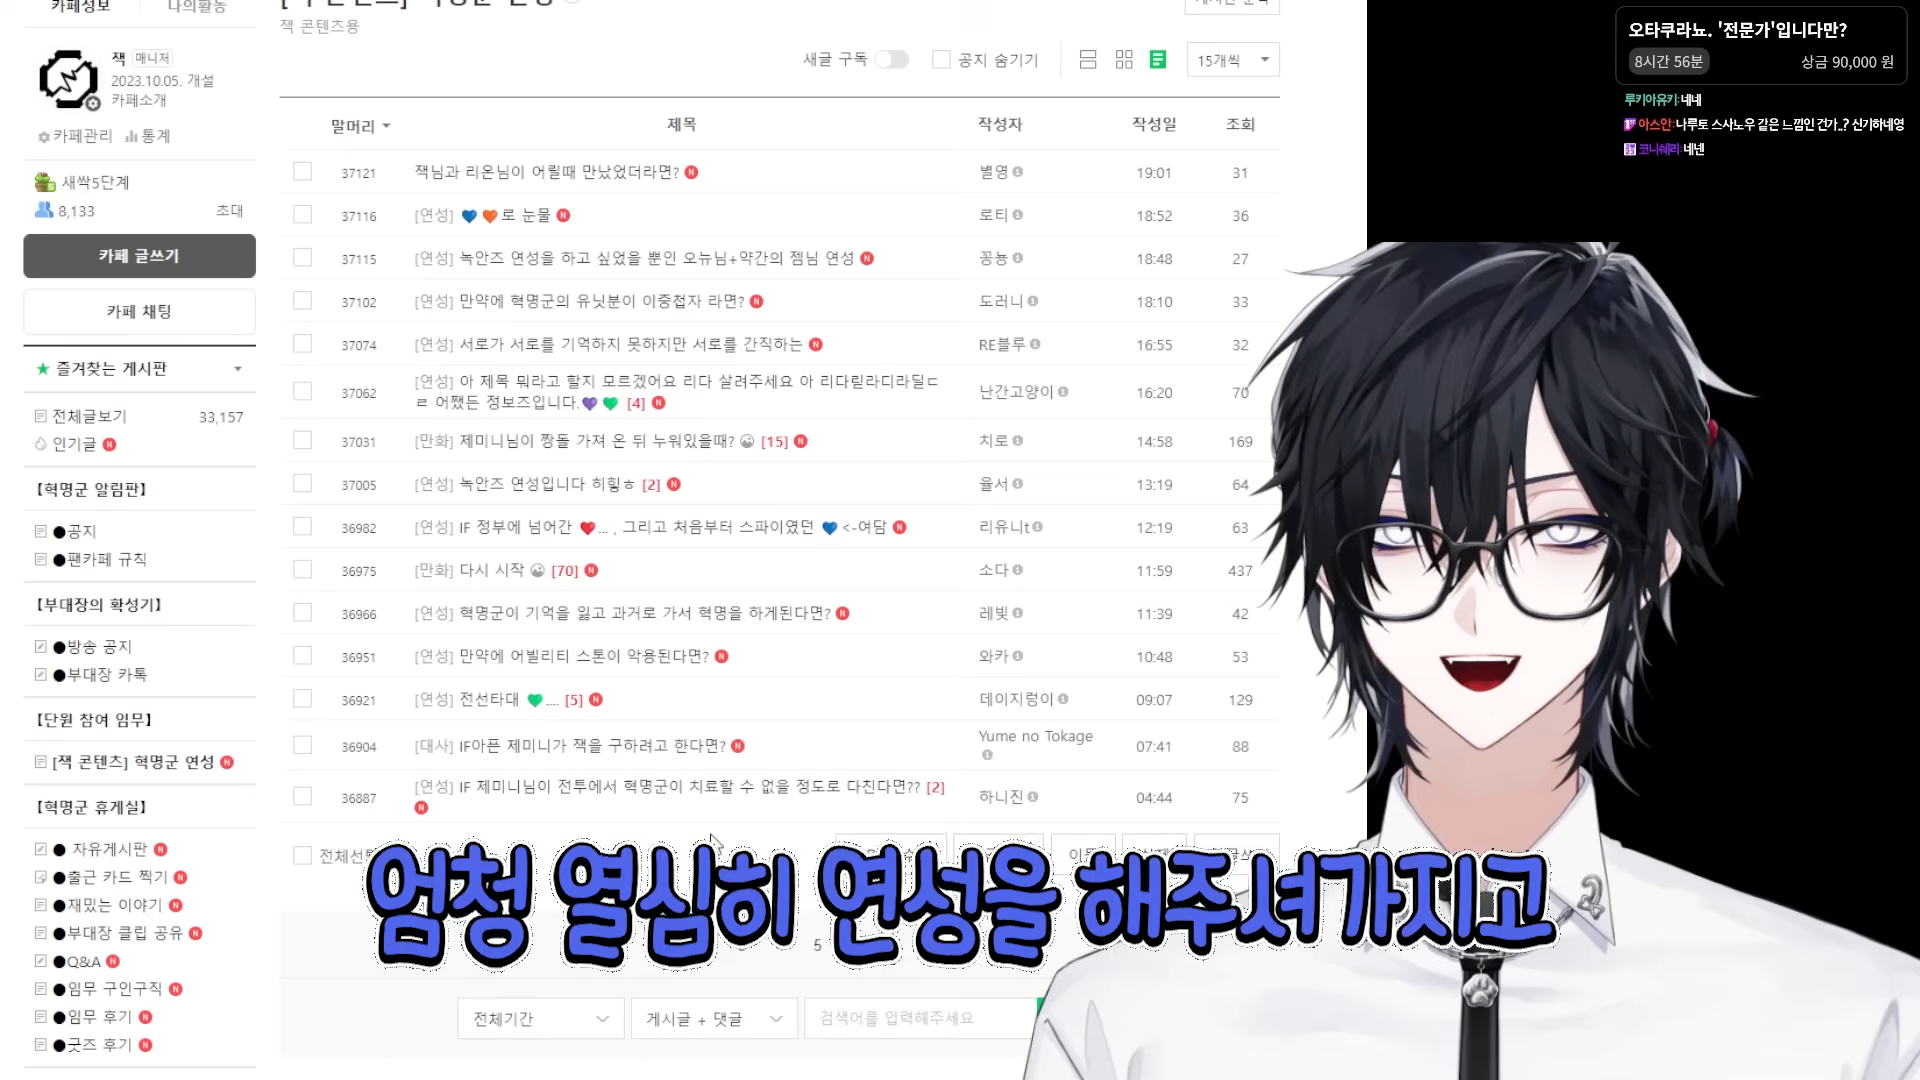 카페정보 나의활동
잭 매니저
2023.10.05. 개설
카페소개
카페관리 통계
새싹5단계
8,133 초대
카페 글쓰기
카페 채팅
즐겨찾는 게시판
전체글보기 33,157
인기글
【혁명군 알림판】
●공지
●팬카페 규칙
【부대장의 확성기】
●방송 공지
●부대장 카톡
【단원 참여 임무】
[잭 콘텐츠] 혁명군 연성
【혁명군 휴게실】
● 자유게시판
●출근 카드 찍기
●재밌는 이야기
●부대장 클립 공유
●Q&A
●임무 구인구직
●임무 후기
●굿즈 후기
잭 콘텐츠용
새글 구독 공지 숨기기 15개씩
말머리 제목 작성자 작성일 조회
37121 잭님과 리온님이 어릴때 만났었더라면? 별영 19:01 31
37116 [연성] 💙🧡로 눈물 로티 18:52 36
37115 [연성] 녹안즈 연성을 하고 싶었을 뿐인 오뉴님+약간의 젬님 연성 꽁뇽 18:48 27
37102 [연성] 만약에 혁명군의 유닛분이 이중첩자 라면? 도러니 18:10 33
37074 [연성] 서로가 서로를 기억하지 못하지만 서로를 간직하는 RE블루 16:55 32
37062 [연성] 아 제목 뭐라고 할지 모르겠어요 리다 살려주세요 아 리다릳라디라딜ㄷ
ㄹ 어쨌든 정보즈입니다.💜💚 [4] 난간고양이 16:20 70
37031 [만화] 제미니님이 짱돌 가져 온 뒤 누워있을때? [15] 치로 14:58 169
37005 [연성] 녹안즈 연성입니다 히힣ㅎ [2] 율서 13:19 64
36982 [연성] IF 정부에 넘어간 ❤️... , 그리고 처음부터 스파이였던 💙 <-여담 리유니t 12:19 63
36975 [만화] 다시 시작 [70] 소다 11:59 437
36966 [연성] 혁명군이 기억을 잃고 과거로 가서 혁명을 하게된다면? 레빛 11:39 42
36951 [연성] 만약에 어빌리티 스톤이 악용된다면? 와카 10:48 53
36921 [연성] 전선타대 💚.... [5] 데이지렁이 09:07 129
36904 [대사] IF아픈 제미니가 잭을 구하려고 한다면? Yume no Tokage 07:41 88
36887 [연성] IF 제미니님이 전투에서 혁명군이 치료할 수 없을 정도로 다친다면?? [2] 하니진 04:44 75
5
전체기간 게시글 + 댓글 검색어를 입력해주세요
엄청 열심히 연성을 해주셔가지고
오타쿠라뇨. '전문가'입니다만?
8시간 56분 상금 90,000 원
루키아유키: 네네
아스안: 나루토 스사노우 같은 느낌인 건가..? 신기하네영
코니쉐리: 네넨